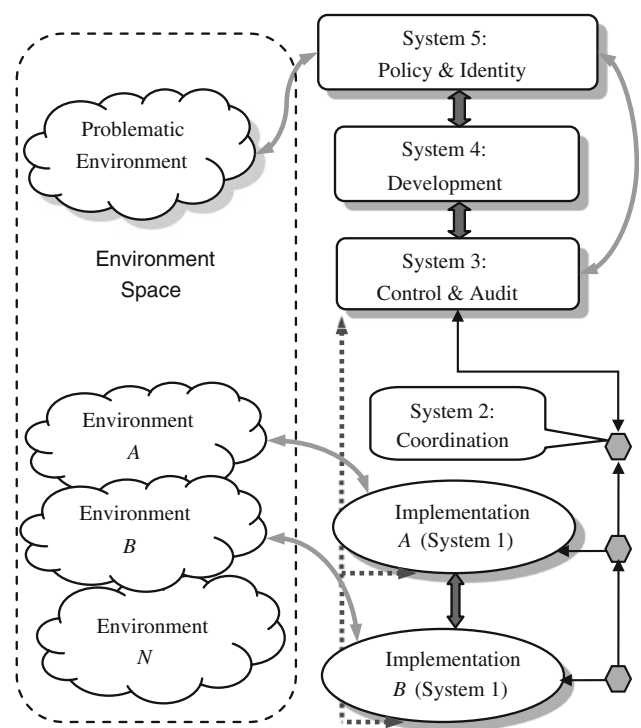 System 5:
Policy & Identity
Problematic
Environment
System 4:
Development
Environment
Space
System 3:
Control & Audit
System 2:
Coordination
Environment
A
Implementation
A (System 1)
Environment
B
Environment
N
Implementation
B (System 1)